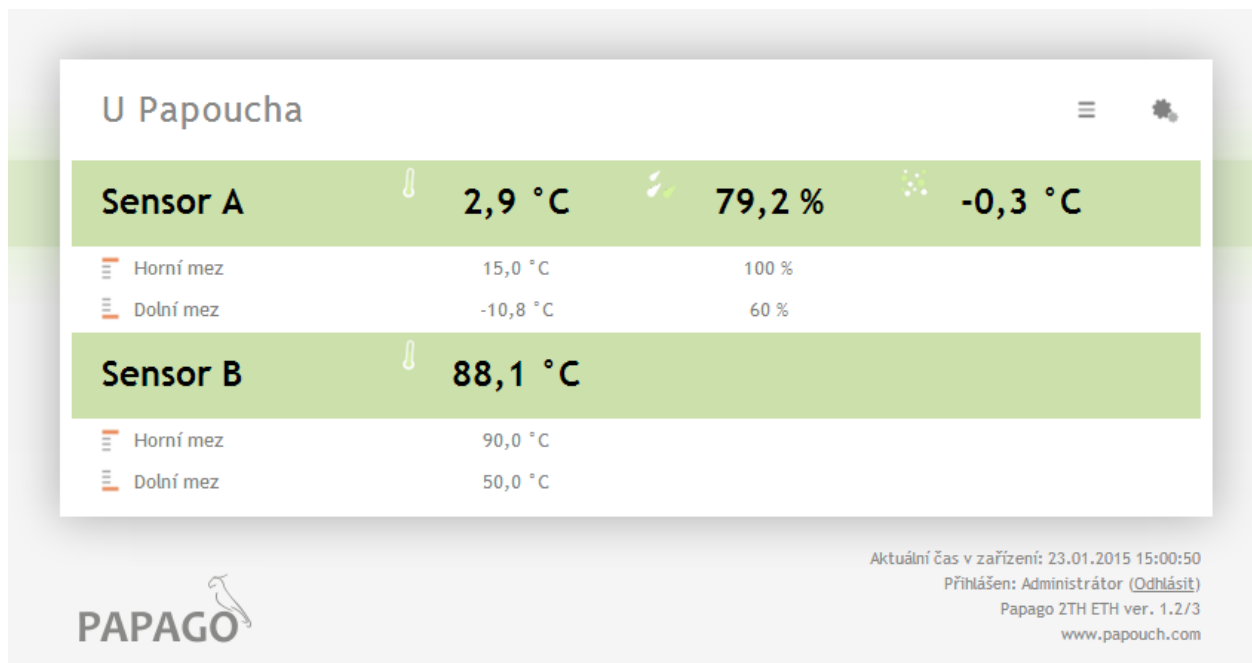 U Papoucha
Sensor A 2,9 °C 79,2 % -0,3 °C
Horní mez 15,0 °C 100 %
Dolní mez -10,8 °C 60 %
Sensor B 88,1 °C
Horní mez 90,0 °C
Dolní mez 50,0 °C
Aktuální čas v zařízení: 23.01.2015 15:00:50
Přihlášen: Administrátor (Odhlásit)
Papago 2TH ETH ver. 1.2/3
www.papouch.com
PAPAGO